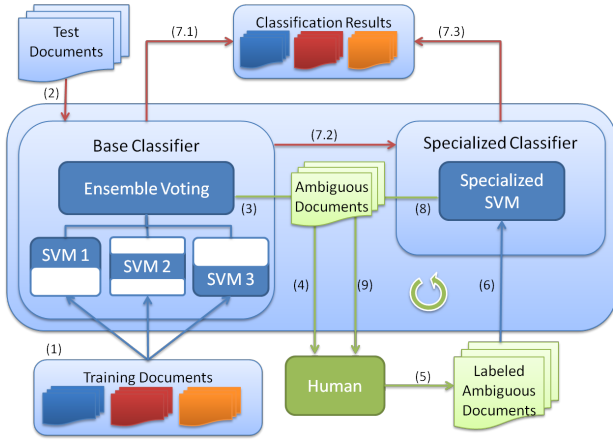 Test
Documents
(7.1)
Classification Results
(7.3)
(2)
Base Classifier
(7.2)
Specialized Classifier
Ensemble Voting
(3)
Ambiguous
Documents
(8)
Specialized
SVM
SVM 1
SVM 2
SVM 3
(4)
(9)
(6)
(1)
Training Documents
Human
(5)
Labeled
Ambiguous
Documents